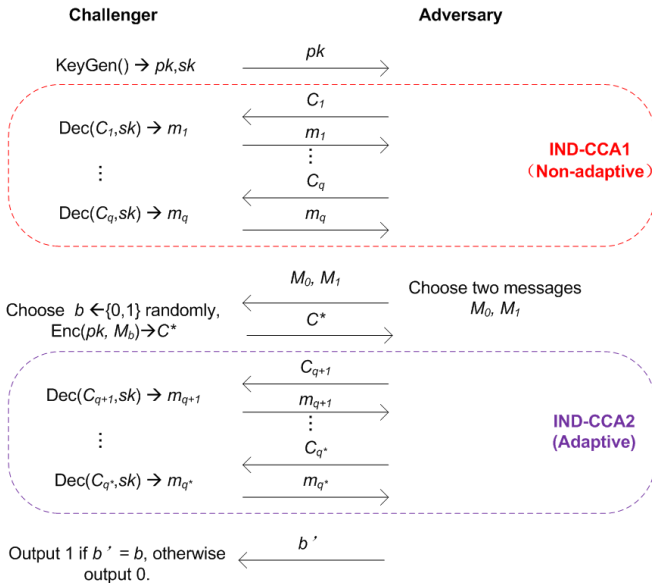 Challenger
Adversary
KeyGen() → pk,sk
pk
C1
Dec(C1,sk) → m1
m1
⋮
⋮
IND-CCA1
（Non-adaptive）
Cq
Dec(Cq,sk) → mq
mq
M0, M1
Choose two messages
M0, M1
Choose b ←{0,1} randomly,
Enc(pk, Mb)→C*
C*
Cq+1
Dec(Cq+1,sk) → mq+1
mq+1
⋮
⋮
IND-CCA2
(Adaptive)
Cq*
Dec(Cq*,sk) → mq*
mq*
b ’
Output 1 if b ’ = b, otherwise
output 0.